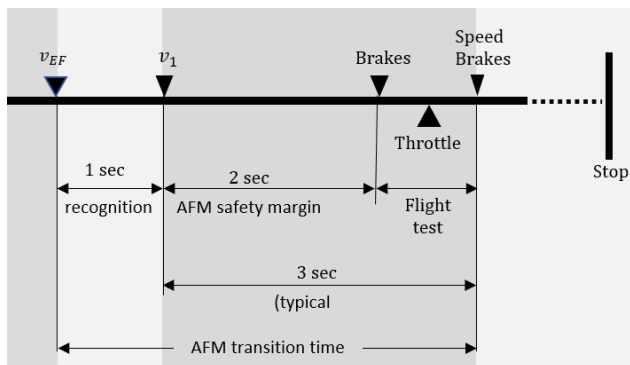 v_EF
v_1
Brakes
Speed
Brakes
Throttle
Stop
1 sec
recognition
2 sec
AFM safety margin
Flight
test
3 sec
(typical
AFM transition time